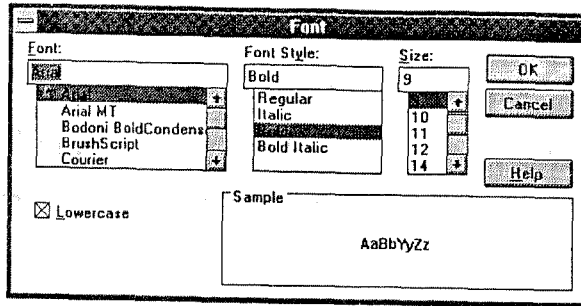 Font
Font:
Font Style:
Size:
Arial
Bold
9
OK
Arial
Regular
Cancel
Arial MT
Italic
10
Bodoni BoldCondens
11
BrushScript
Bold Italic
12
Courier
14
Help
Lowercase
Sample
AaBbYyZz